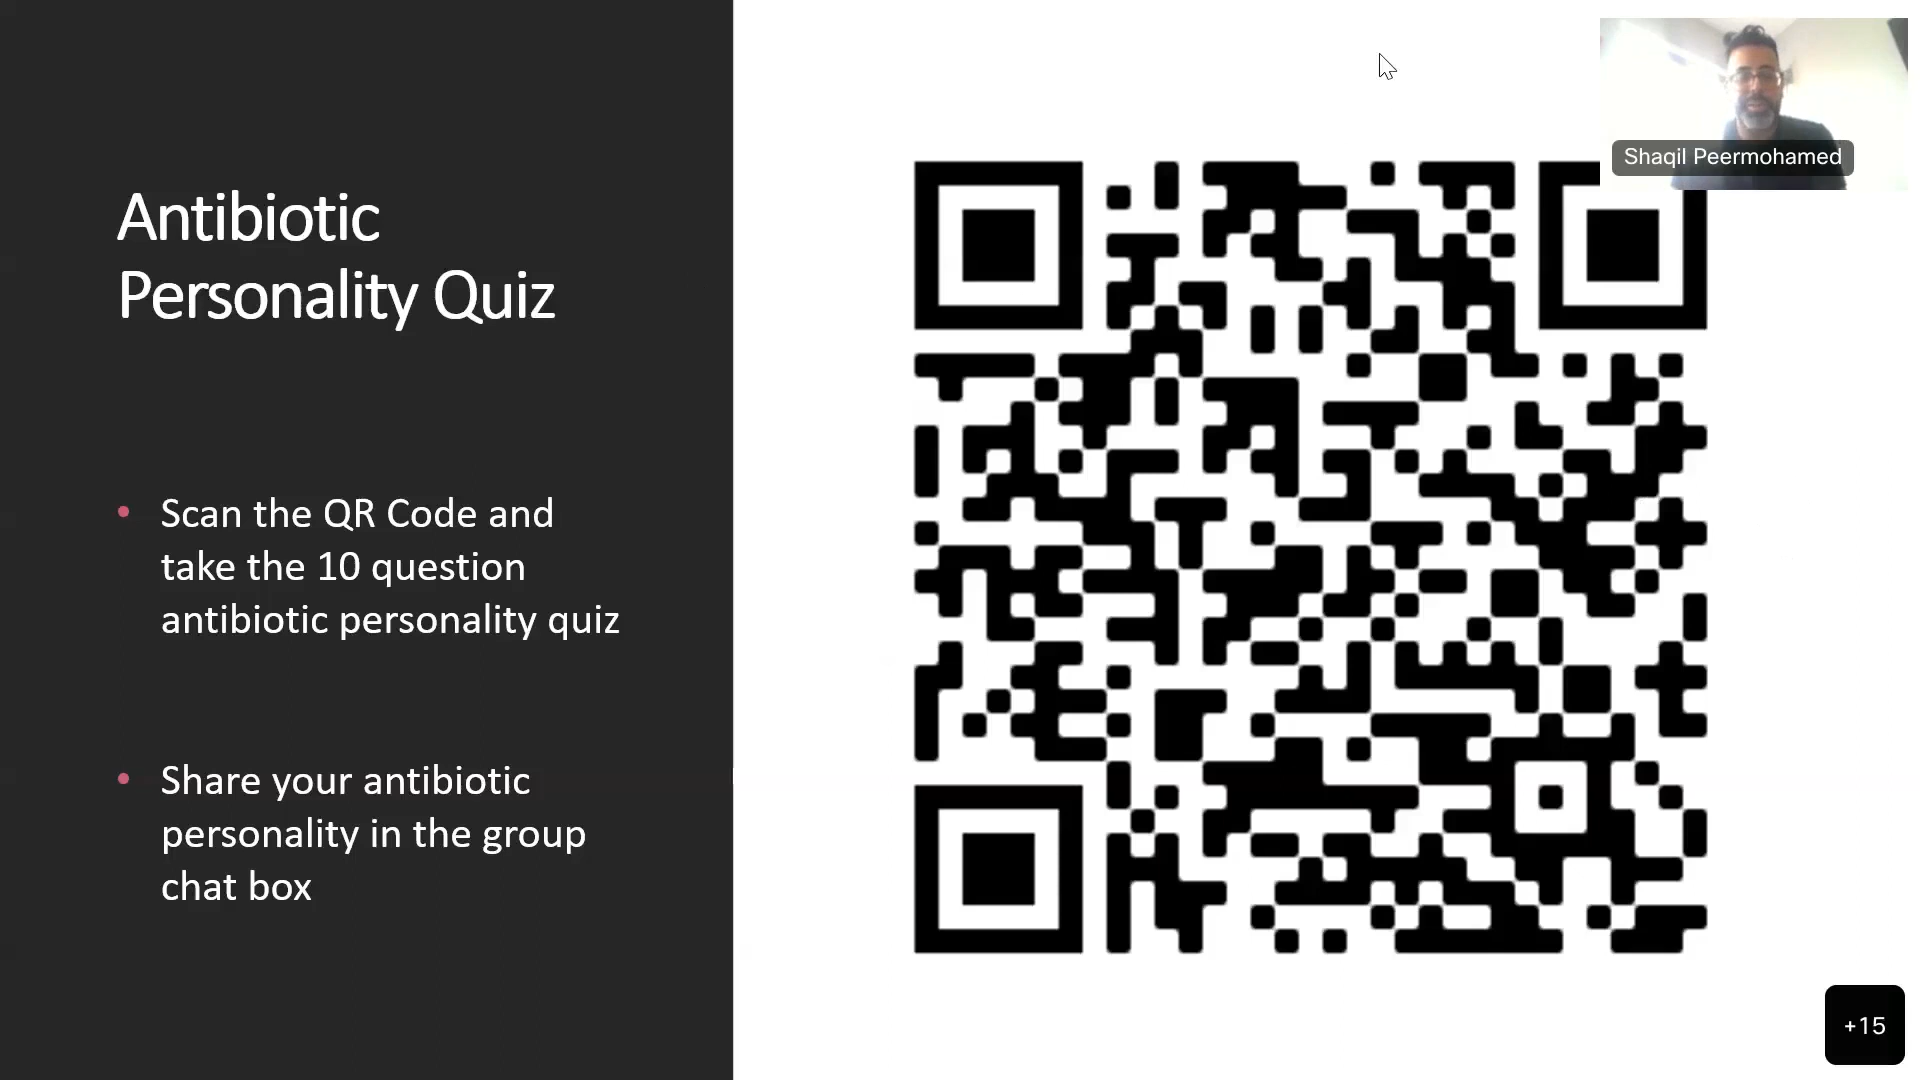 Shaqil Peermohamed
Antibiotic
Personality Quiz
• Scan the QR Code and
take the 10 question
antibiotic personality quiz
• Share your antibiotic
personality in the group
chat box
+15